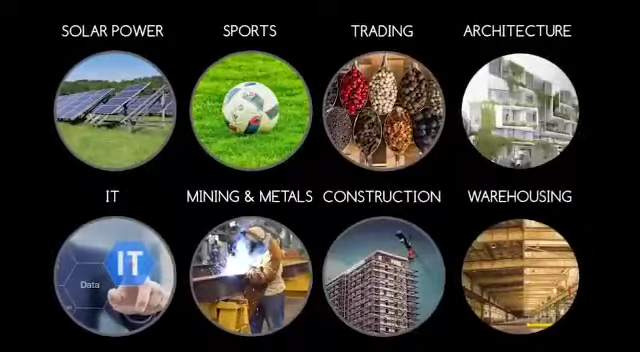 SOLAR POWER
SPORTS
TRADING
ARCHITECTURE
IT
MINING & METALS
CONSTRUCTION
WAREHOUSING
IT
Data